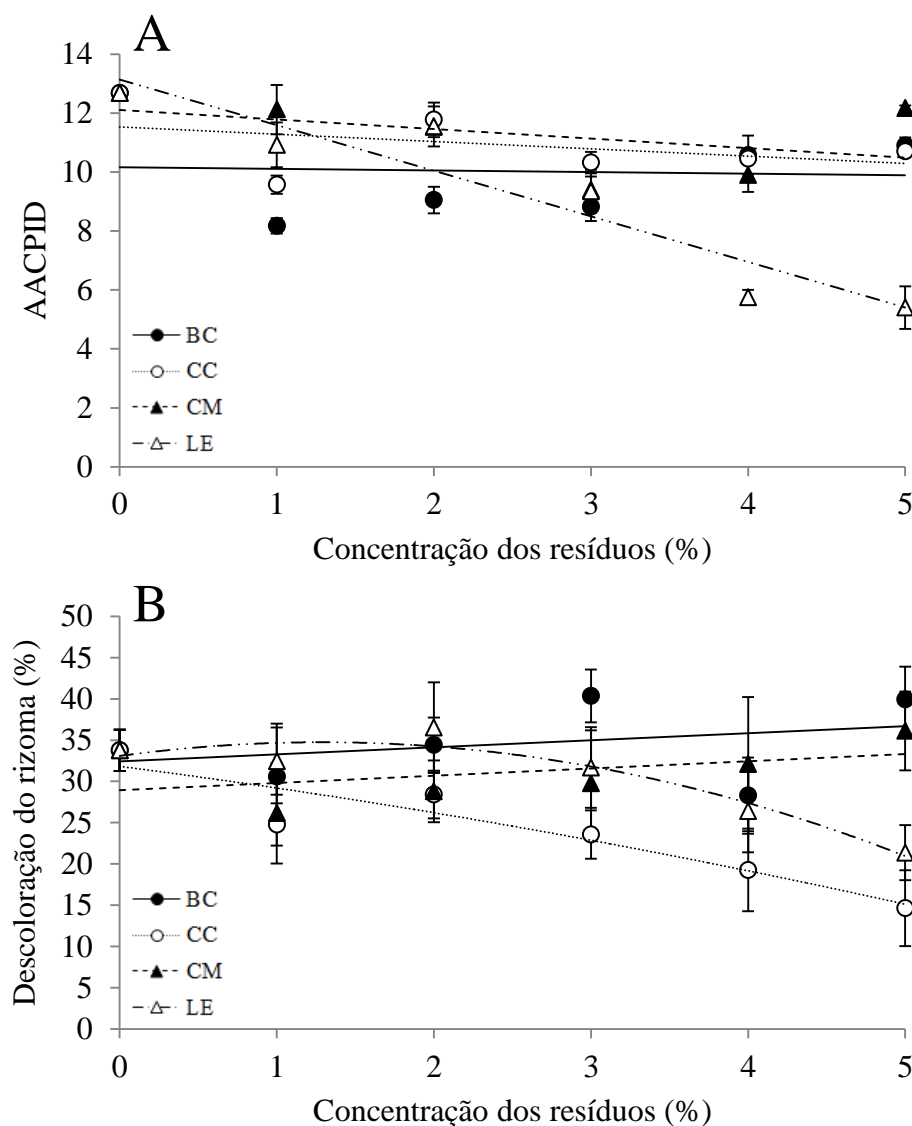 A
14
12
10
8
6
4
2
0
AACPID
BC
CC
CM
LE
0 1 2 3 4 5
Concentração dos resíduos (%)
B
50
45
40
35
30
25
20
15
10
5
0
Descoloração do rizoma (%)
BC
CC
CM
LE
0 1 2 3 4 5
Concentração dos resíduos (%)